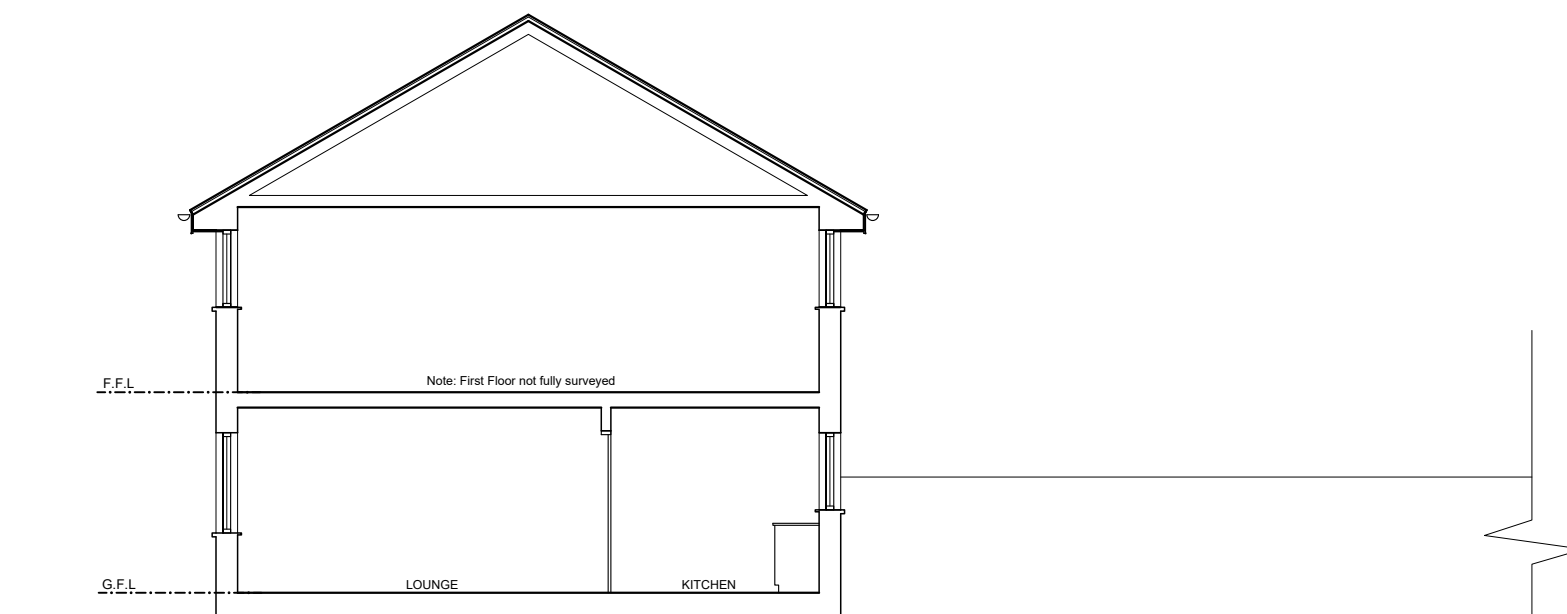 F.F.L
Note: First Floor not fully surveyed
G.F.L
LOUNGE
KITCHEN